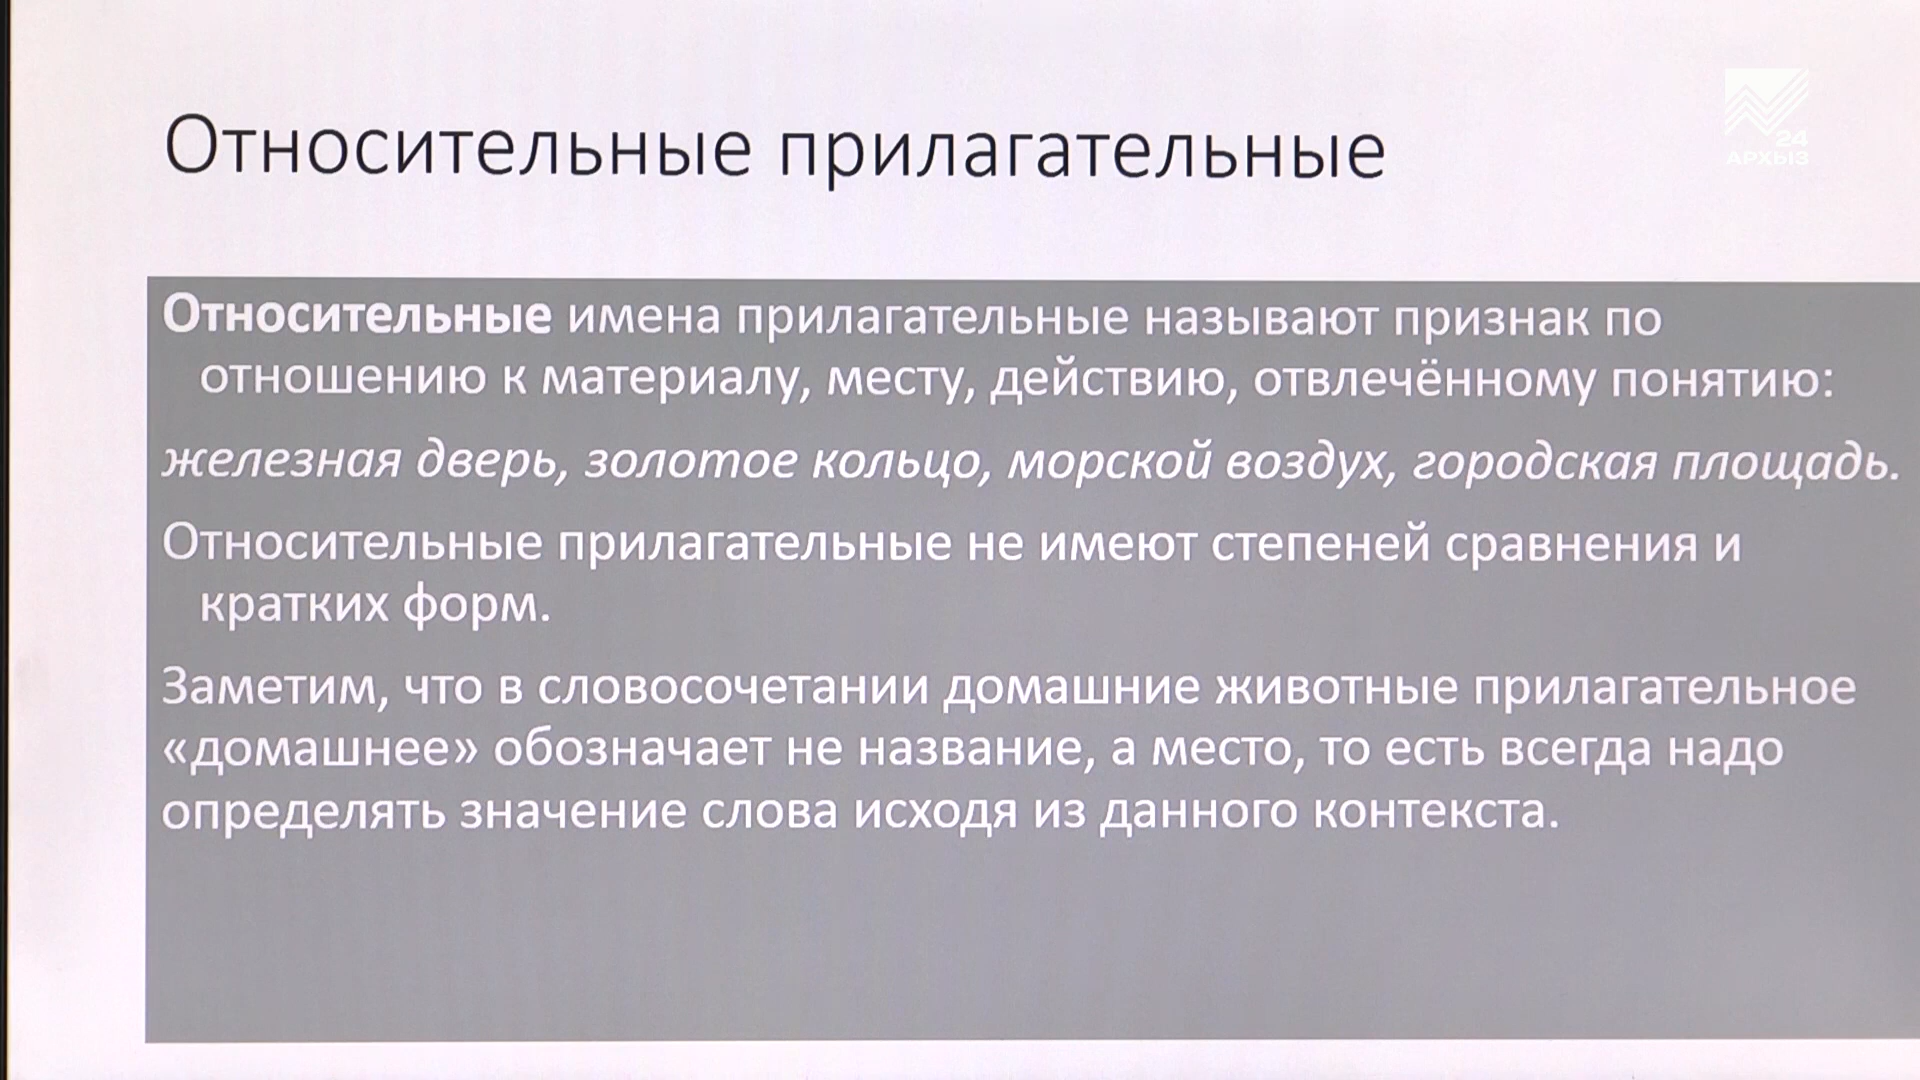 Относительные прилагательные
24
АРХЫЗ
Относительные имена прилагательные называют признак по
отношению к материалу, месту, действию, отвлечённому понятию:
железная дверь, золотое кольцо, морской воздух, городская площадь.
Относительные прилагательные не имеют степеней сравнения и
кратких форм.
Заметим, что в словосочетании домашние животные прилагательное
«домашнее» обозначает не название, а место, то есть всегда надо
определять значение слова исходя из данного контекста.